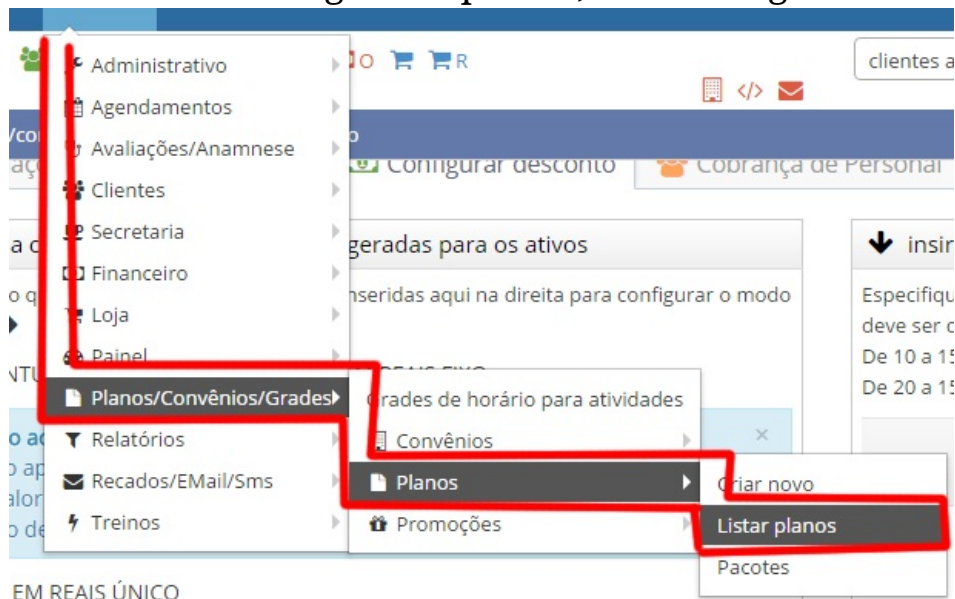 O R
clientes a
</>
Administrativo
Agendamentos
Avaliações/Anamnese
Clientes
Secretaria
Financeiro
Loja
Painel
Planos/Convênios/Grades
Relatórios
Recados/EMail/Sms
Treinos
Configurar desconto
Cobrança de Personal
geradas para os ativos
nseridas aqui na direita para configurar o modo
Grades de horário para atividades
Convênios
Planos
Promoções
Criar novo
Listar planos
Pacotes
insir
Especifiqu
deve ser
De 10 a 15
De 20 a 15
EM REAIS ÚNICO